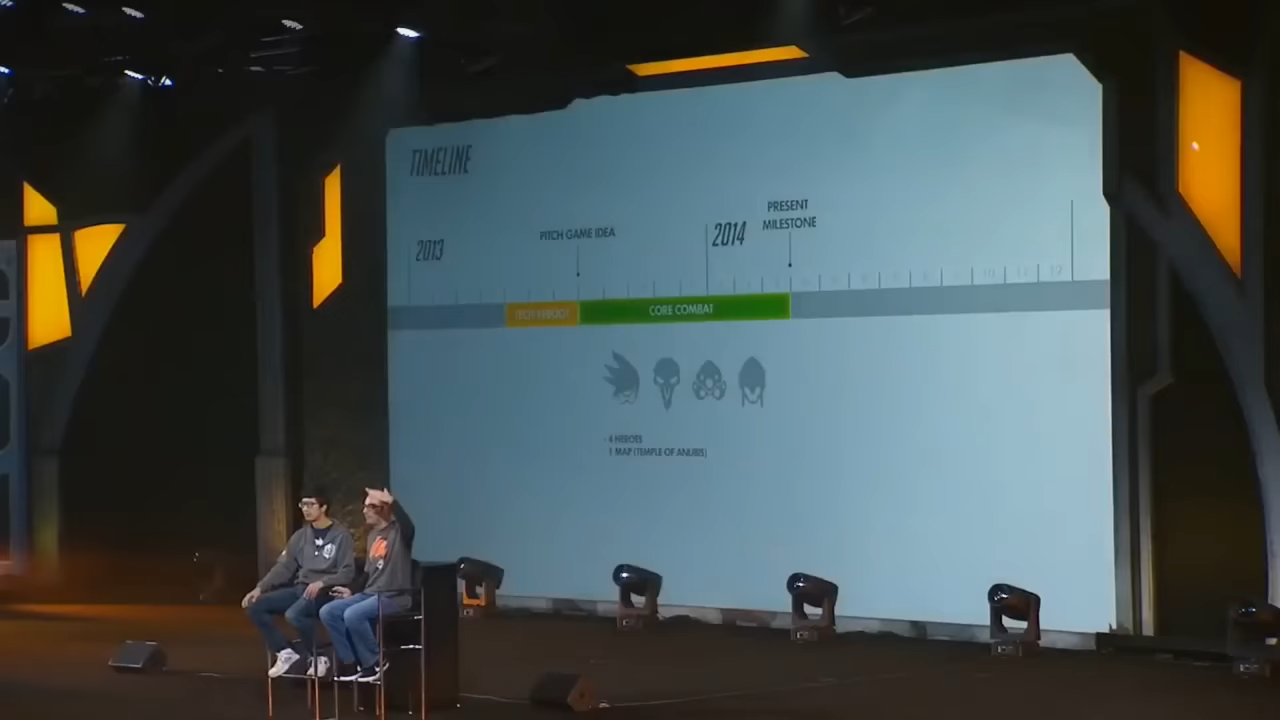 TIMELINE
PRESENT
MILESTONE
PITCH GAME IDEA
2013
2014
10 11 12
TECH REBOOT
CORE COMBAT
- 4 HEROES
1 MAP (TEMPLE OF ANUBIS)